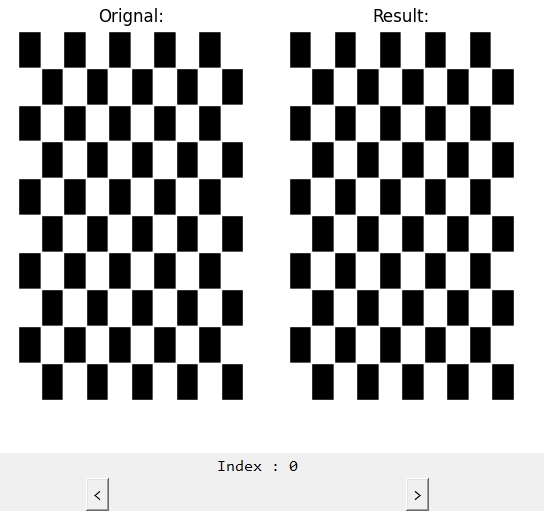 Orignal:
Result:
Index : 0
< >